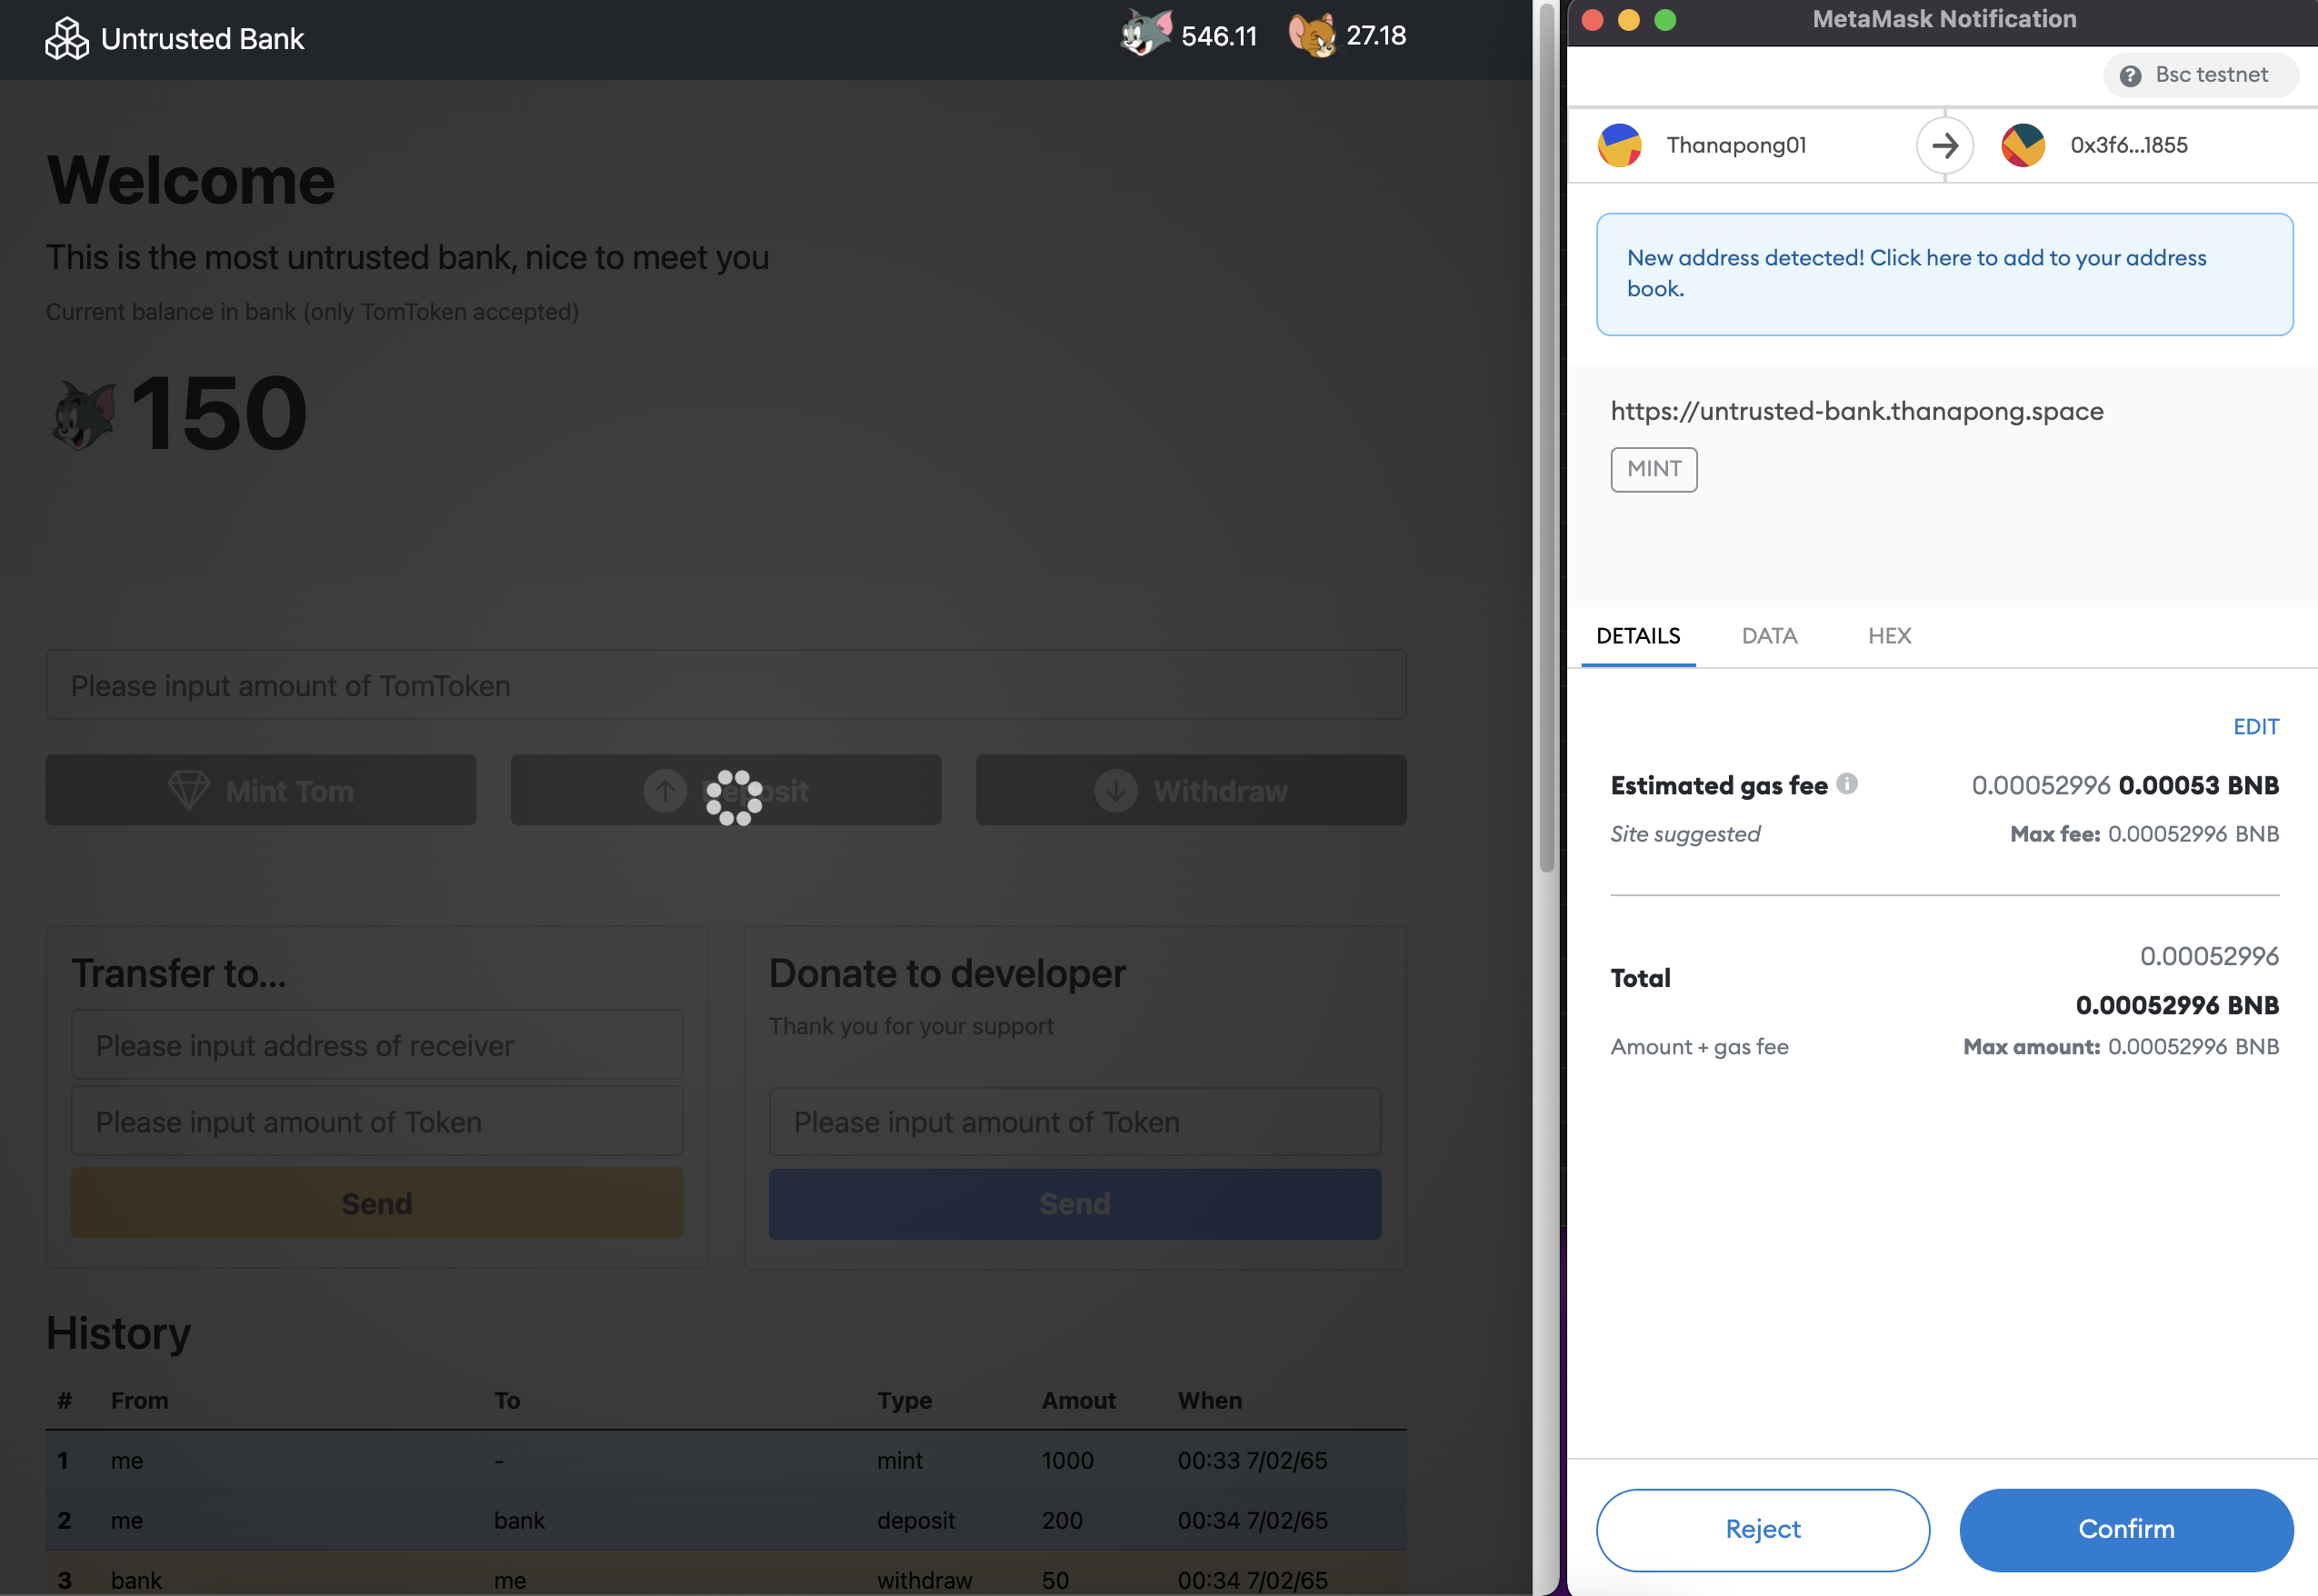 Untrusted Bank
546.11
27.18
Welcome
This is the most untrusted bank, nice to meet you
Current balance in bank (only TomToken accepted)
150
Please input amount of TomToken
Mint Tom
Deposit
Withdraw
Transfer to...
Please input address of receiver
Please input amount of Token
Send
Donate to developer
Thank you for your support
Please input amount of Token
Send
History
# From To Type Amout When
1 me - mint 1000 00:33 7/02/65
2 me bank deposit 200 00:34 7/02/65
3 bank me withdraw 50 00:34 7/02/65
MetaMask Notification
Bsc testnet
Thanapong01
0x3f6...1855
New address detected! Click here to add to your address
book.
https://untrusted-bank.thanapong.space
MINT
DETAILS DATA HEX
EDIT
Estimated gas fee 0.00052996 0.00053 BNB
Site suggested Max fee: 0.00052996 BNB
0.00052996
Total
0.00052996 BNB
Amount + gas fee Max amount: 0.00052996 BNB
Reject
Confirm